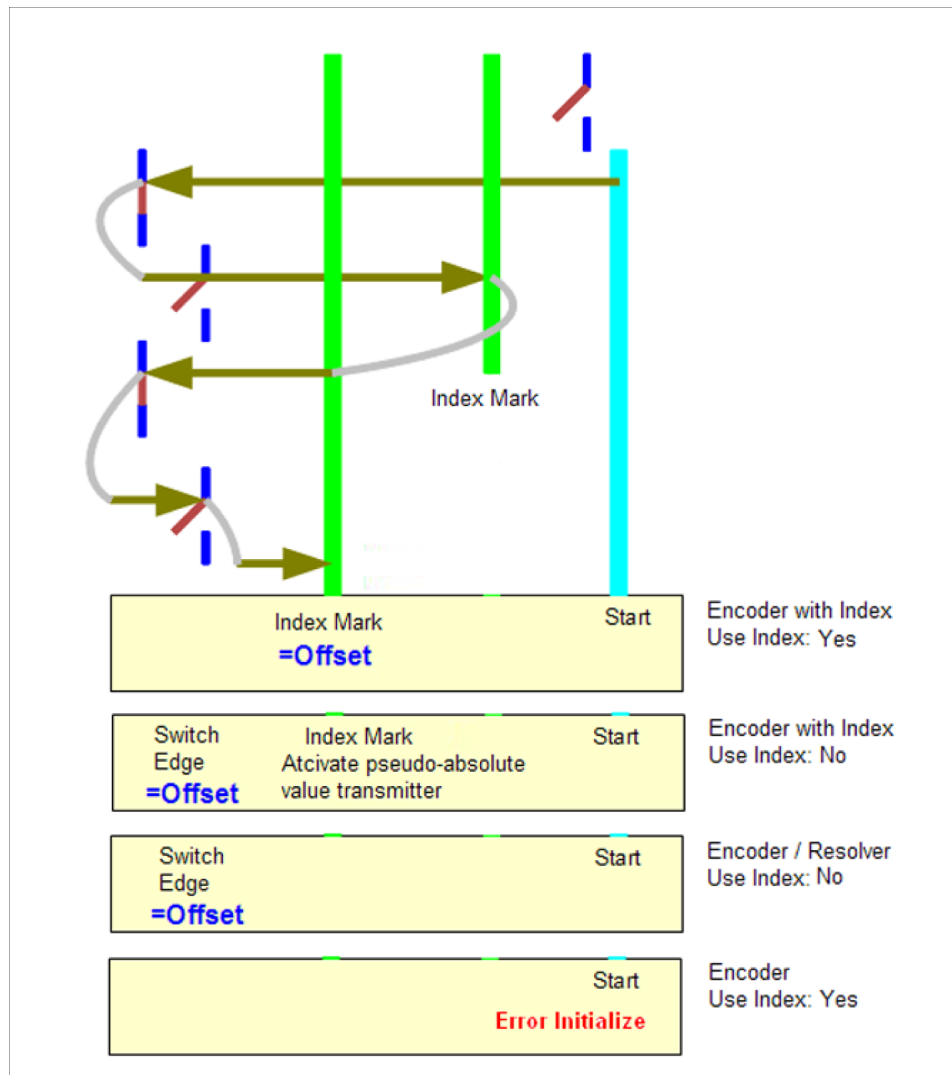 Index Mark
Index Mark
=Offset
Start
Encoder with Index
Use Index: Yes
Switch
Edge
=Offset
Index Mark
Atcivate pseudo-absolute
value transmitter
Start
Encoder with Index
Use Index: No
Switch
Edge
=Offset
Start
Encoder / Resolver
Use Index: No
Start
Error Initialize
Encoder
Use Index: Yes